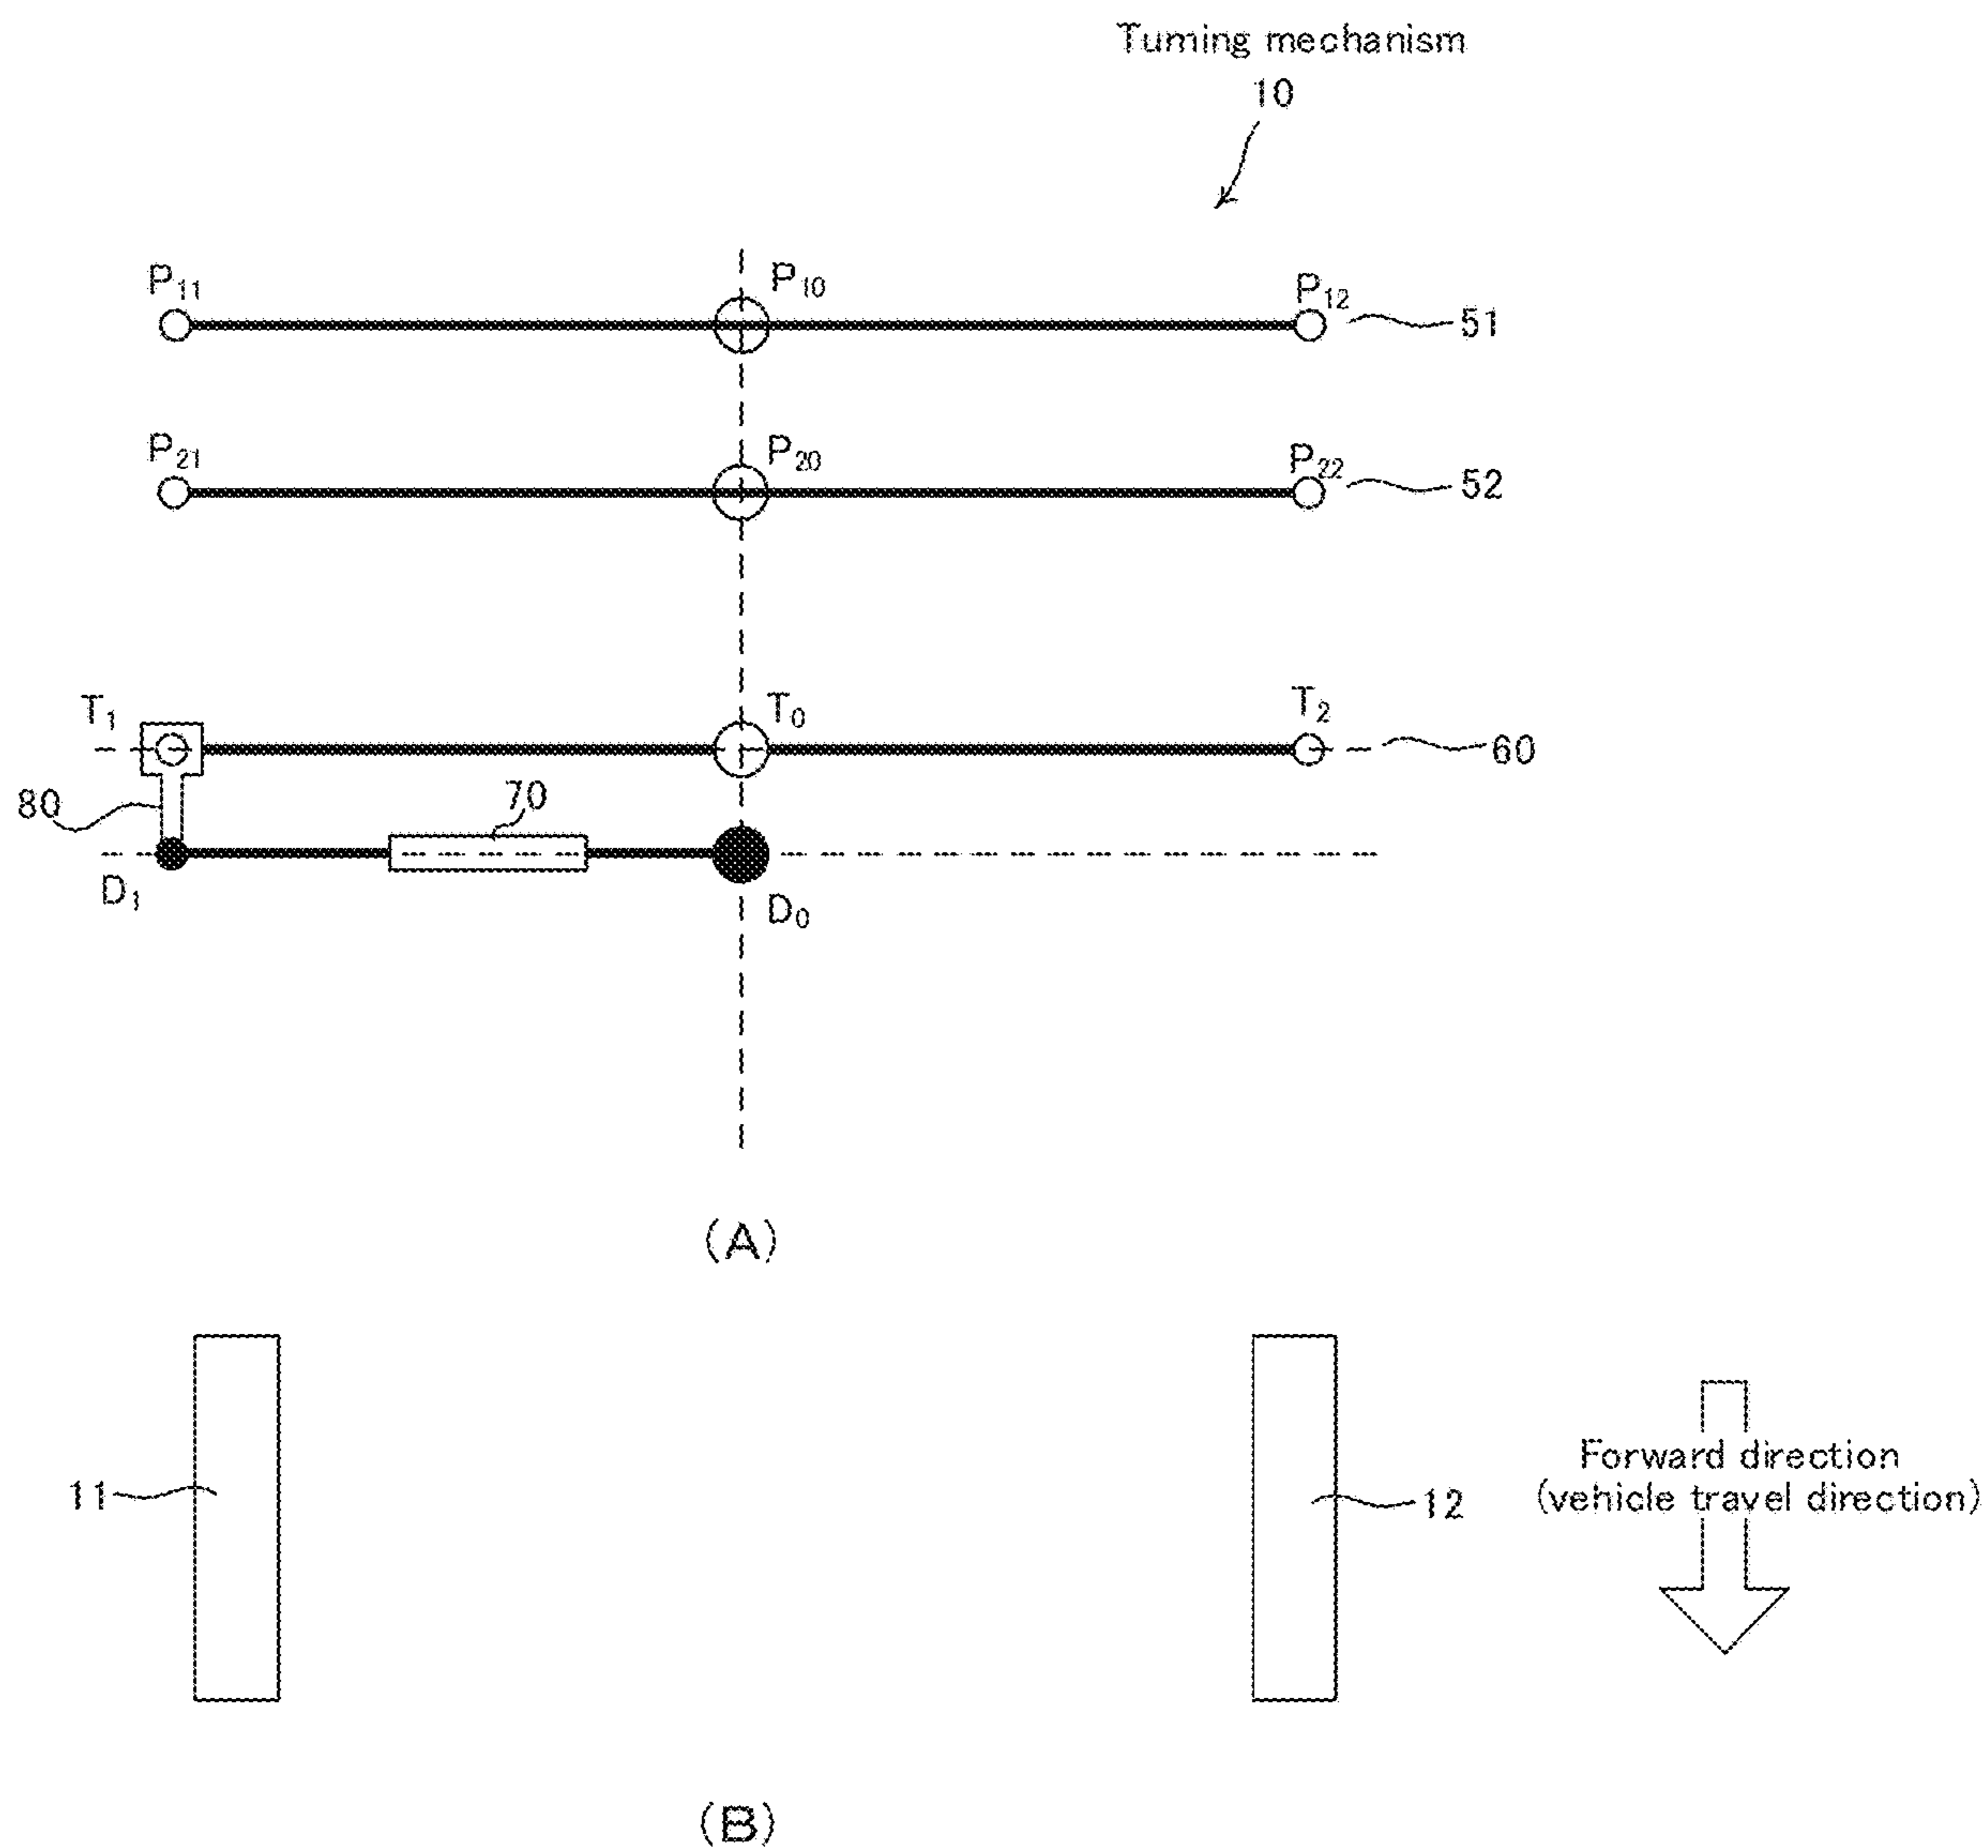 Tuming mechanism
10
P11
P10
P12
51
P21
P20
P22
52
T1
T0
T2
60
80
70
D1
D0
(A)
11
12
Forward direction
(vehicle travel direction)
(B)